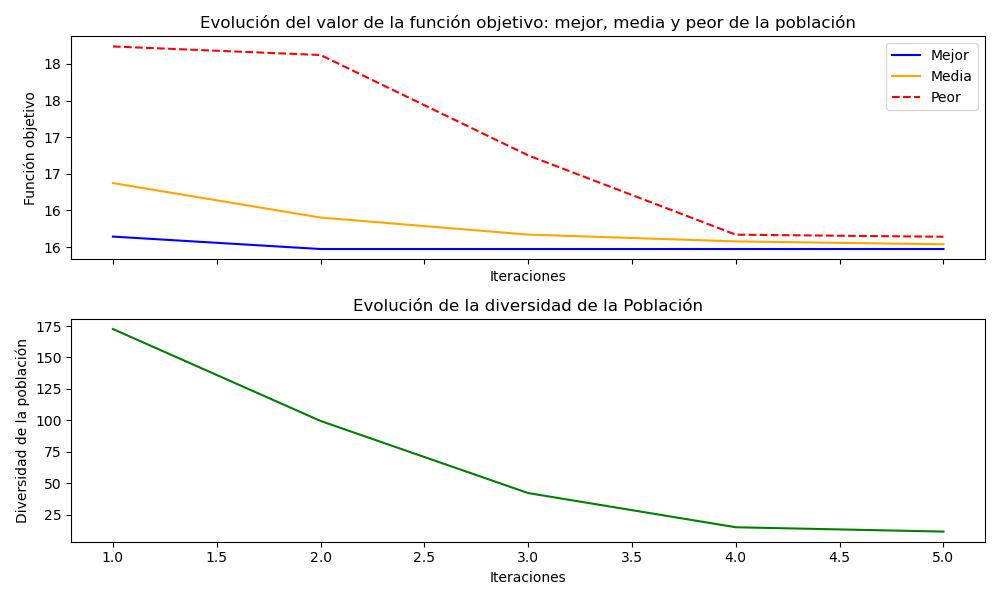 Evolución del valor de la función objetivo: mejor, media y peor de la población
18
18
17
17
16
16
Función objetivo
Mejor
Media
Peor
Iteraciones
Evolución de la diversidad de la Población
175
150
125
100
75
50
25
Diversidad de la población
1.0 1.5 2.0 2.5 3.0 3.5 4.0 4.5 5.0
Iteraciones